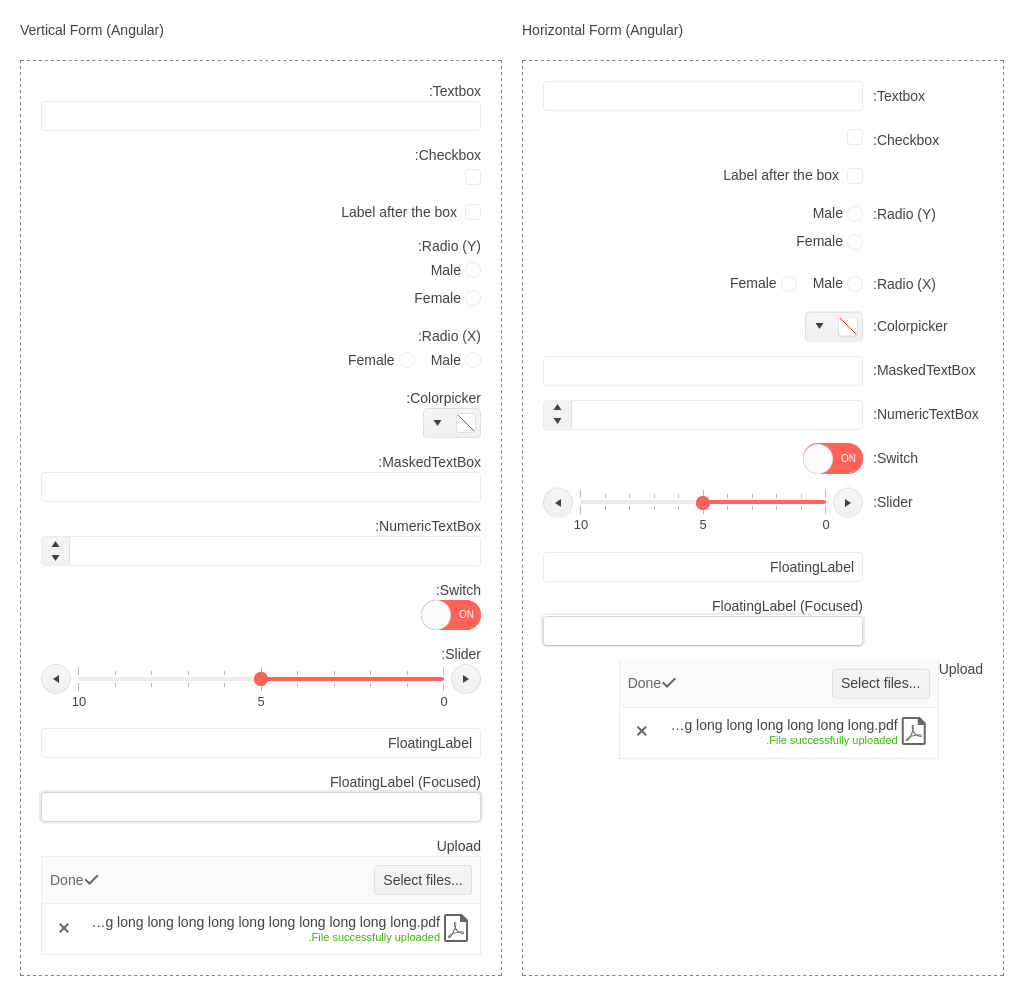 Vertical Form (Angular)
:Textbox
:Checkbox
Label after the box
:Radio (Y)
Male
Female
:Radio (X)
Female Male
:Colorpicker
:MaskedTextBox
:NumericTextBox
:Switch
ON
:Slider
10 5 0
FloatingLabel
FloatingLabel (Focused)
Upload
Done Select files...
...g long long long long long long long long long long.pdf
.File successfully uploaded
Horizontal Form (Angular)
:Textbox
:Checkbox
Label after the box
Male :Radio (Y)
Female
Female Male :Radio (X)
:Colorpicker
:MaskedTextBox
:NumericTextBox
ON :Switch
:Slider
10 5 0
FloatingLabel
FloatingLabel (Focused)
Upload
Done Select files...
...g long long long long long long.pdf
.File successfully uploaded